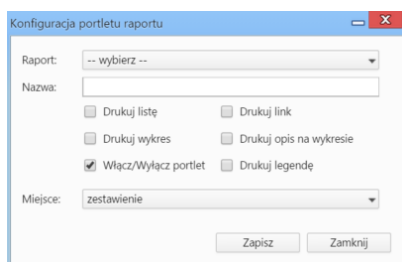 Konfiguracja portletu raportu
Raport: -- wybierz --
Nazwa:
Drukuj listę Drukuj link
Drukuj wykres Drukuj opis na wykresie
Włącz/Wyłącz portlet Drukuj legendę
Miejsce: zestawienie
Zapisz Zamknij